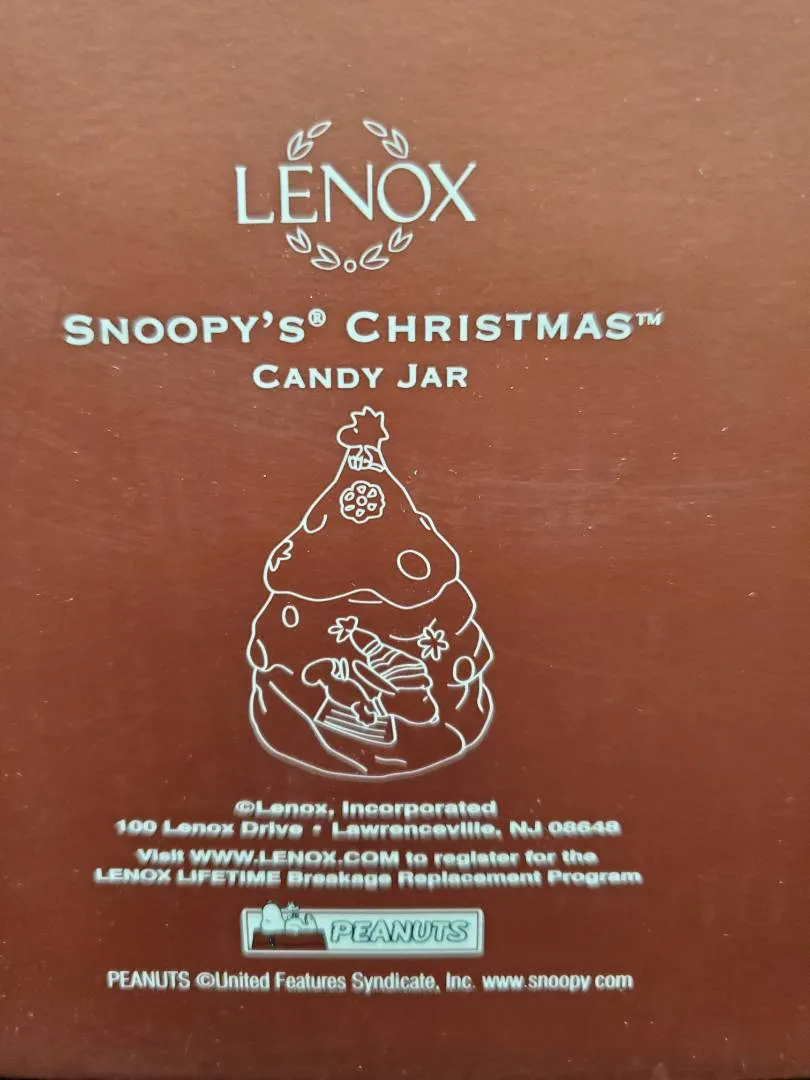 LENOX
SNOOPY'S® CHRISTMAS™
CANDY JAR
©Lenox, Incorporated
100 Lenox Drive • Lawrenceville, NJ 08648
Visit WWW.LENOX.COM to register for the
LENOX LIFETIME Breakage Replacement Program
PEANUTS
PEANUTS ©United Features Syndicate, Inc. www.snoopy.com